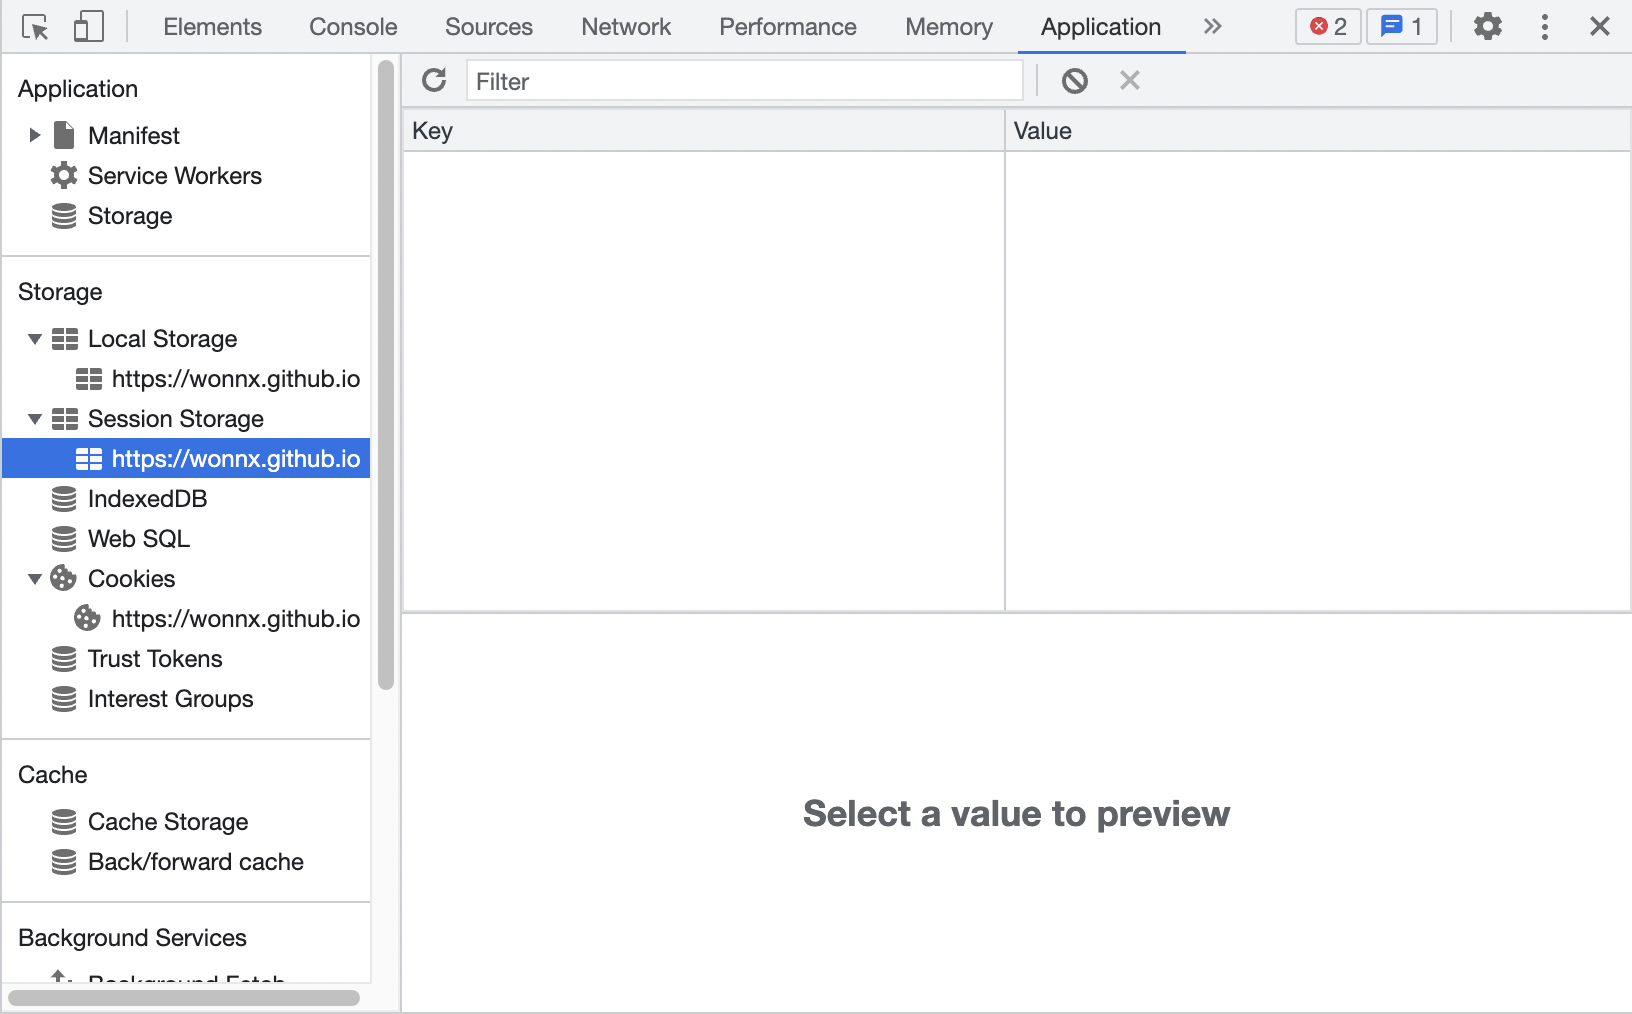 Elements Console Sources Network Performance Memory Application 2 1
Filter
Key Value
Application
Manifest
Service Workers
Storage
Storage
Local Storage
https://wonnx.github.io
Session Storage
https://wonnx.github.io
IndexedDB
Web SQL
Cookies
https://wonnx.github.io
Trust Tokens
Interest Groups
Cache
Cache Storage
Back/forward cache
Background Services
Background Fetch
Select a value to preview